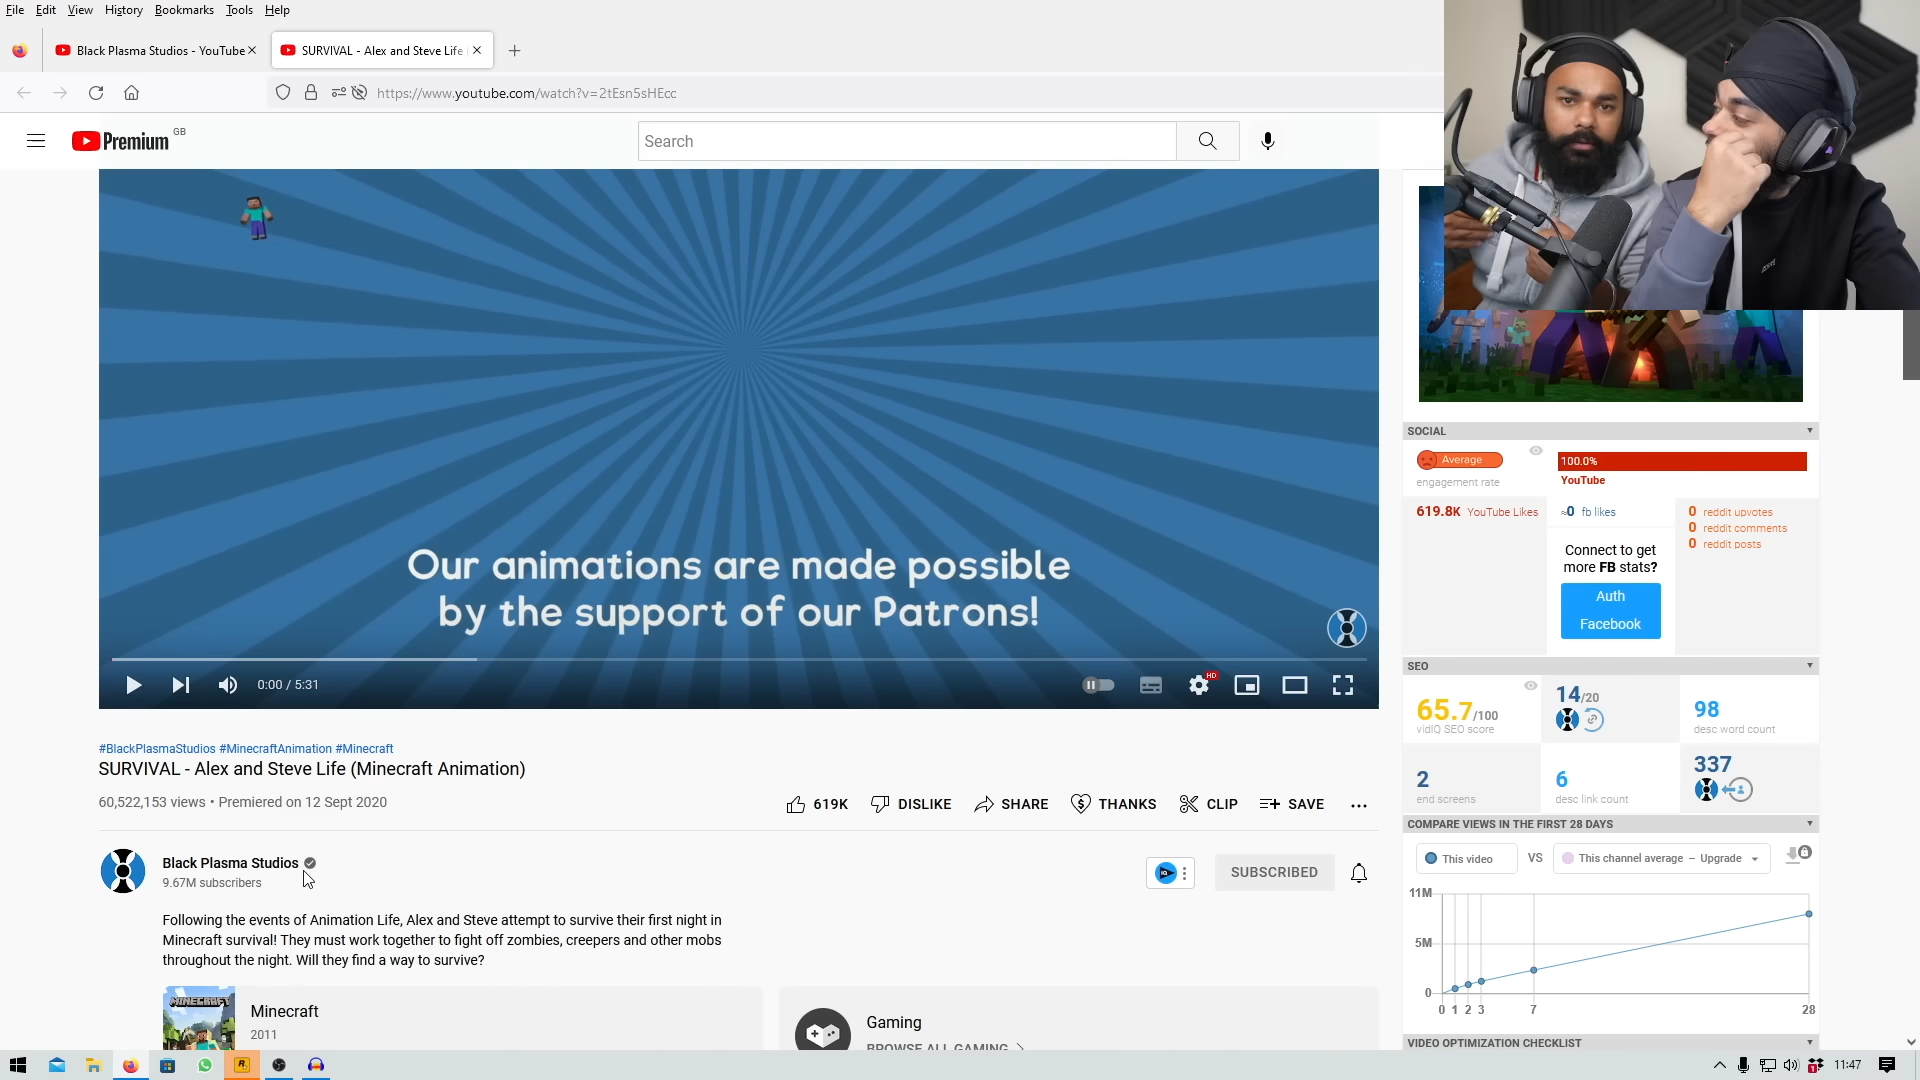 File Edit View History Bookmarks Tools Help
Black Plasma Studios - YouTube
SURVIVAL - Alex and Steve Life
https://www.youtube.com/watch?v=2tEsn5sHEcc
Premium GB
Search
Our animations are made possible
by the support of our Patrons!
0:00 / 5:31
HD
#BlackPlasmaStudios #MinecraftAnimation #Minecraft
SURVIVAL - Alex and Steve Life (Minecraft Animation)
60,522,153 views • Premiered on 12 Sept 2020
619K DISLIKE SHARE THANKS CLIP SAVE
Black Plasma Studios
9.67M subscribers
SUBSCRIBED
Following the events of Animation Life, Alex and Steve attempt to survive their first night in
Minecraft survival! They must work together to fight off zombies, creepers and other mobs
throughout the night. Will they find a way to survive?
MINECRAFT
Minecraft
2011
Gaming
BROWSE ALL GAMING
SOCIAL
Average
engagement rate
100.0%
YouTube
619.8K YouTube Likes
≈0 fb likes
0 reddit upvotes
0 reddit comments
0 reddit posts
Connect to get
more FB stats?
Auth
Facebook
SEO
65.7/100
vidIQ SEO score
14/20
98
desc word count
2
end screens
6
desc link count
337
COMPARE VIEWS IN THE FIRST 28 DAYS
This video VS This channel average – Upgrade
11M
5M
0
0 1 2 3 7 28
VIDEO OPTIMIZATION CHECKLIST
11:47